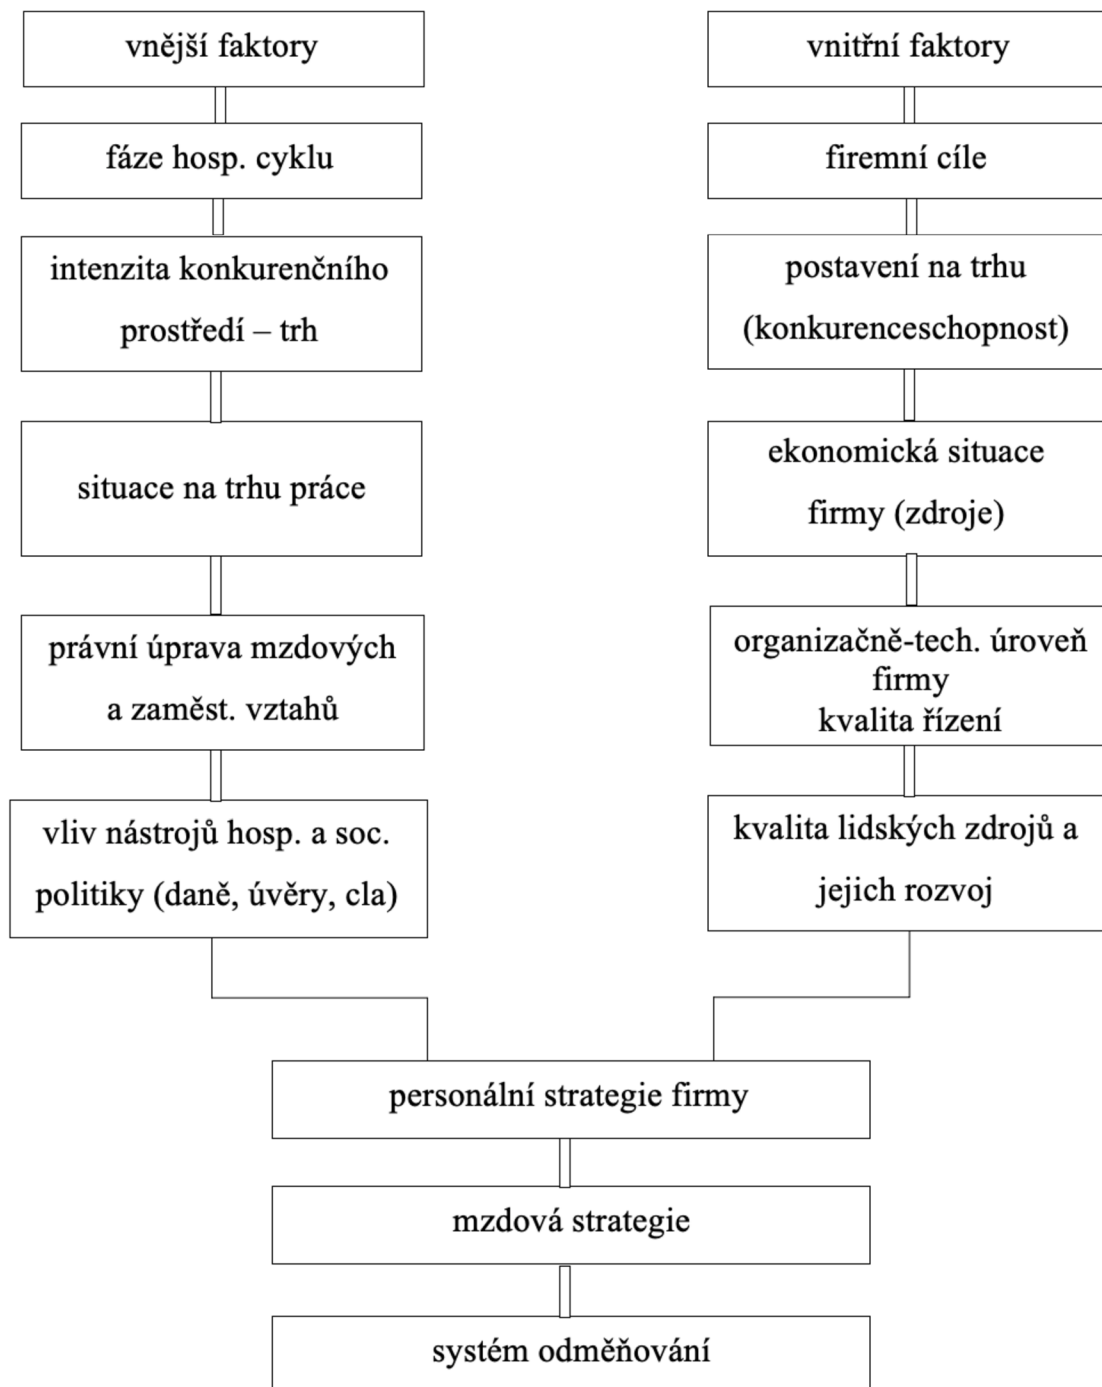 vnější faktory
fáze hosp. cyklu
intenzita konkurenčního
prostředí – trh
situace na trhu práce
právní úprava mzdových
a zaměst. vztahů
vliv nástrojů hosp. a soc.
politiky (daně, úvěry, cla)
vnitřní faktory
firemní cíle
postavení na trhu
(konkurenceschopnost)
ekonomická situace
firmy (zdroje)
organizačně-tech. úroveň
firmy
kvalita řízení
kvalita lidských zdrojů a
jejich rozvoj
personální strategie firmy
mzdová strategie
systém odměňování